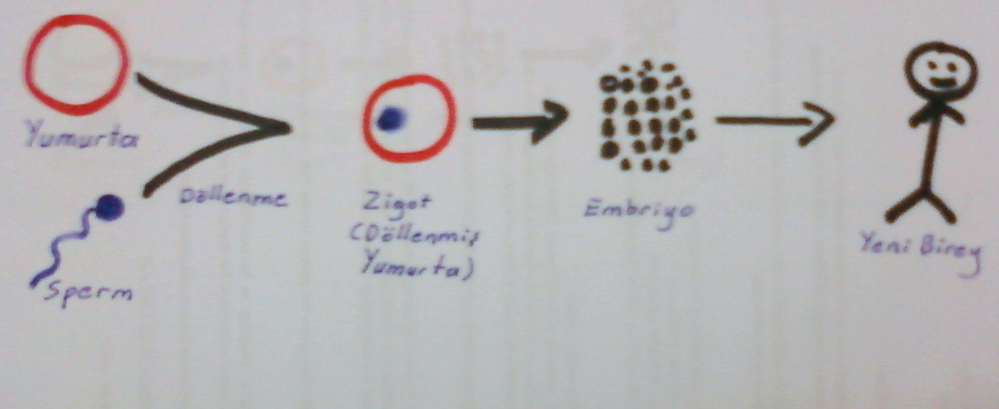 Yumurta
Sperm
Döllenme
Zigot
(Döllenmiş
Yumurta)
Embriyo
Yeni Birey